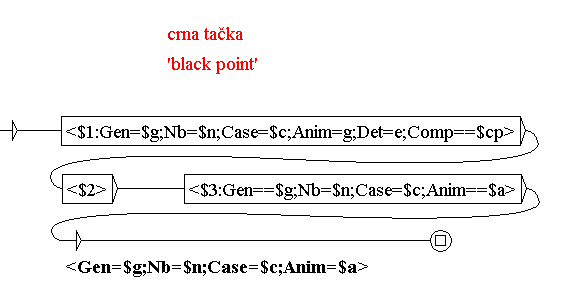 crna tačka
'black point'
<$1:Gen=$g;Nb=$n;Case=$c;Anim=g;Det=e;Comp==$cp>
<$2> <$3:Gen==$g;Nb=$n;Case=$c;Anim==$a>
<Gen=$g;Nb=$n;Case=$c;Anim=$a>